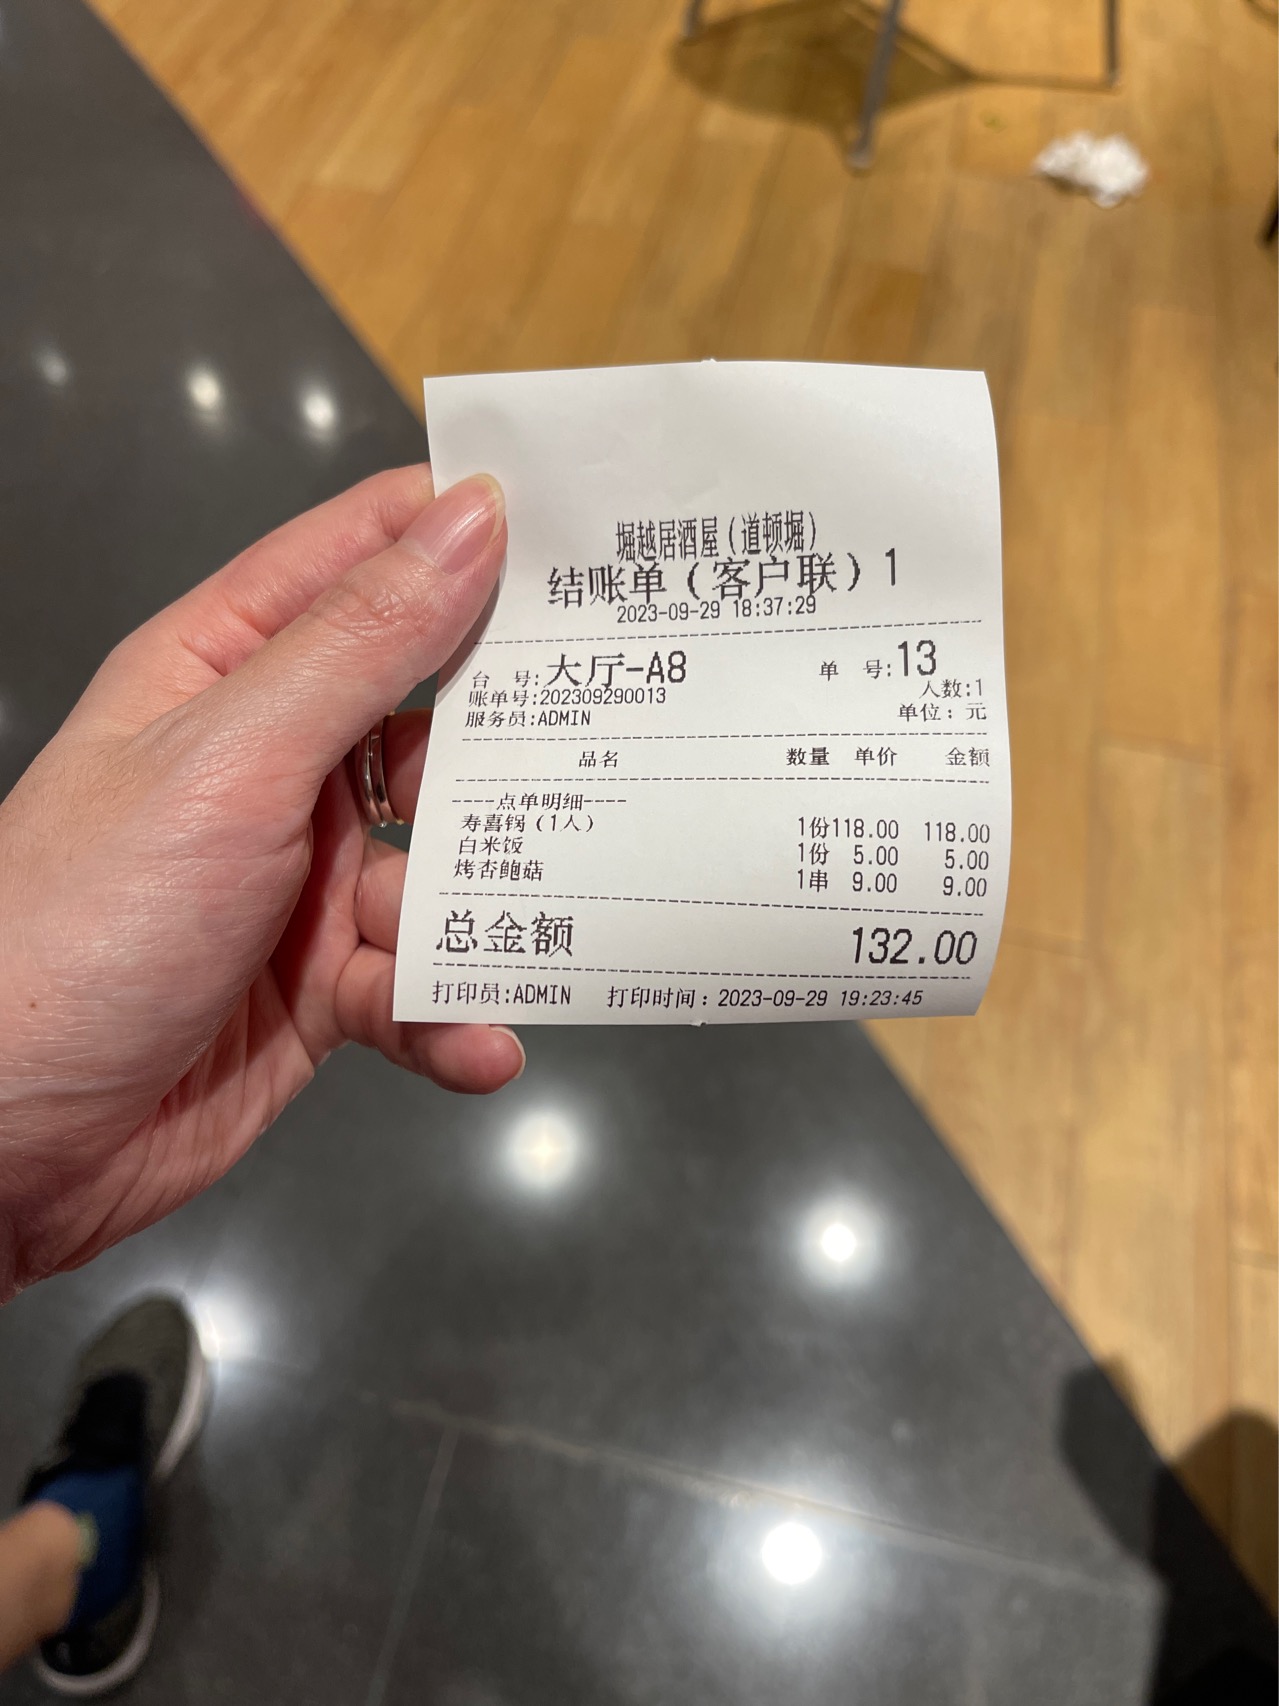 堀越居酒屋（道顿堀）
结账单（客户联）1
2023-09-29 18:37:29
台 号:大厅-A8 单 号:13
账单号:202309290013 人数:1
服务员:ADMIN 单位：元
品名 数量 单价 金额
----点单明细----
寿喜锅（1人） 1份118.00 118.00
白米饭 1份 5.00 5.00
烤杏鲍菇 1串 9.00 9.00
总金额 132.00
打印员:ADMIN 打印时间：2023-09-29 19:23:45